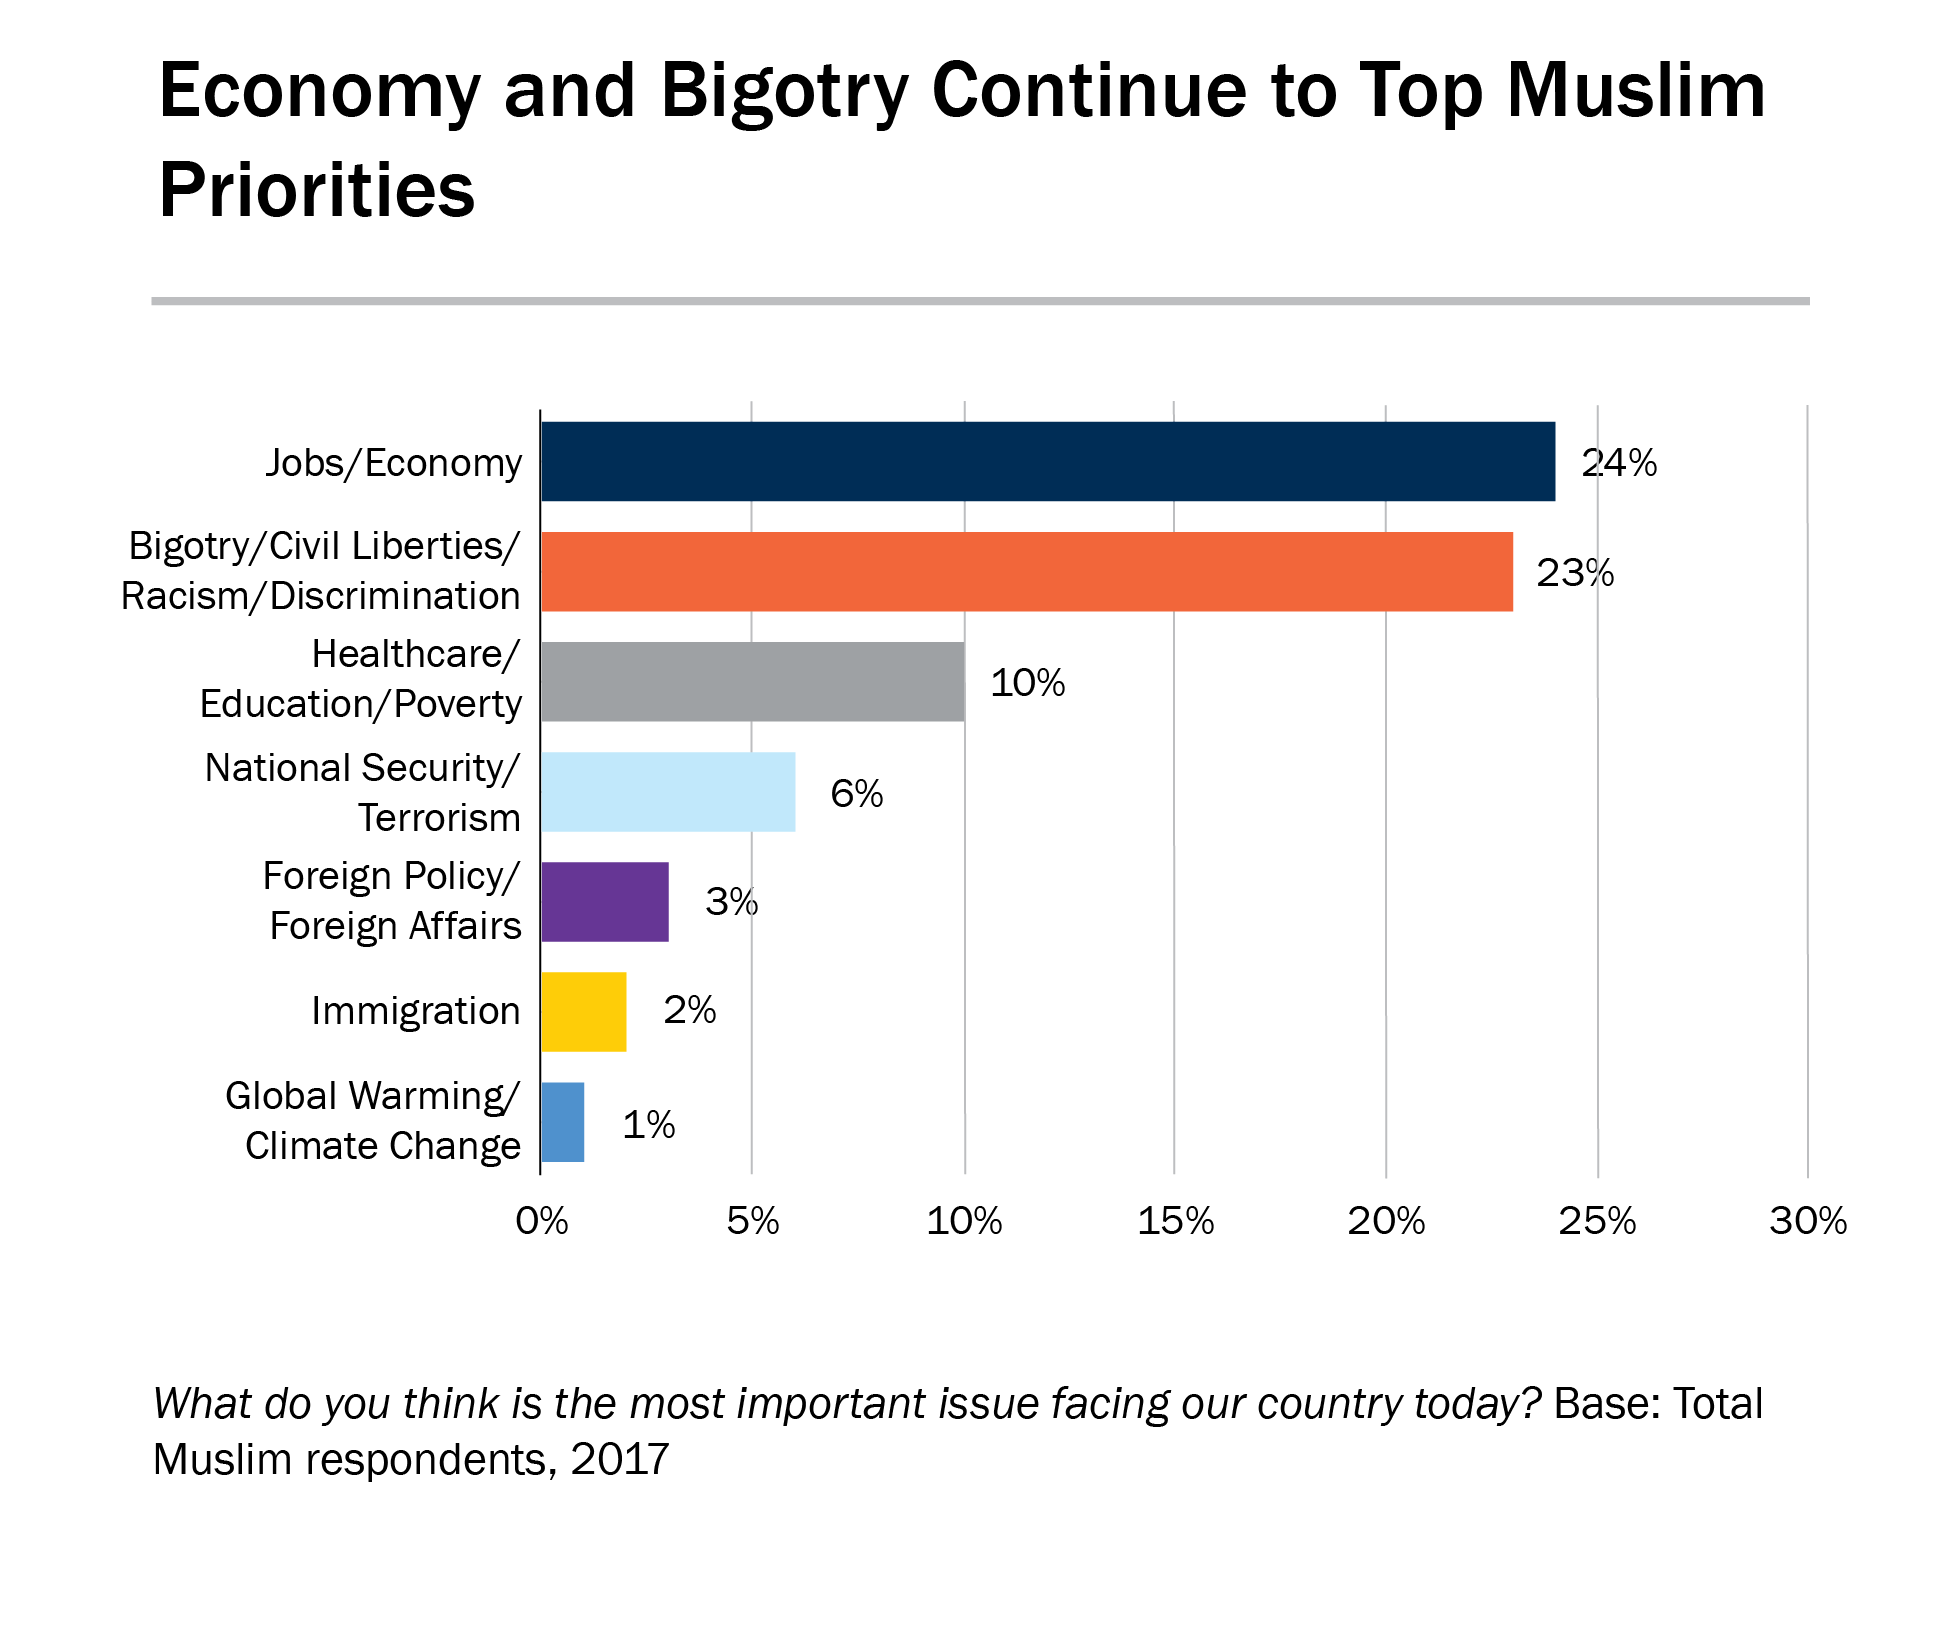 Economy and Bigotry Continue to Top Muslim
Priorities
Jobs/Economy
24%
Bigotry/Civil Liberties/
Racism/Discrimination
23%
Healthcare/
Education/Poverty
10%
National Security/
Terrorism
6%
Foreign Policy/
Foreign Affairs
3%
Immigration
2%
Global Warming/
Climate Change
1%
0% 5% 10% 15% 20% 25% 30%
What do you think is the most important issue facing our country today? Base: Total
Muslim respondents, 2017